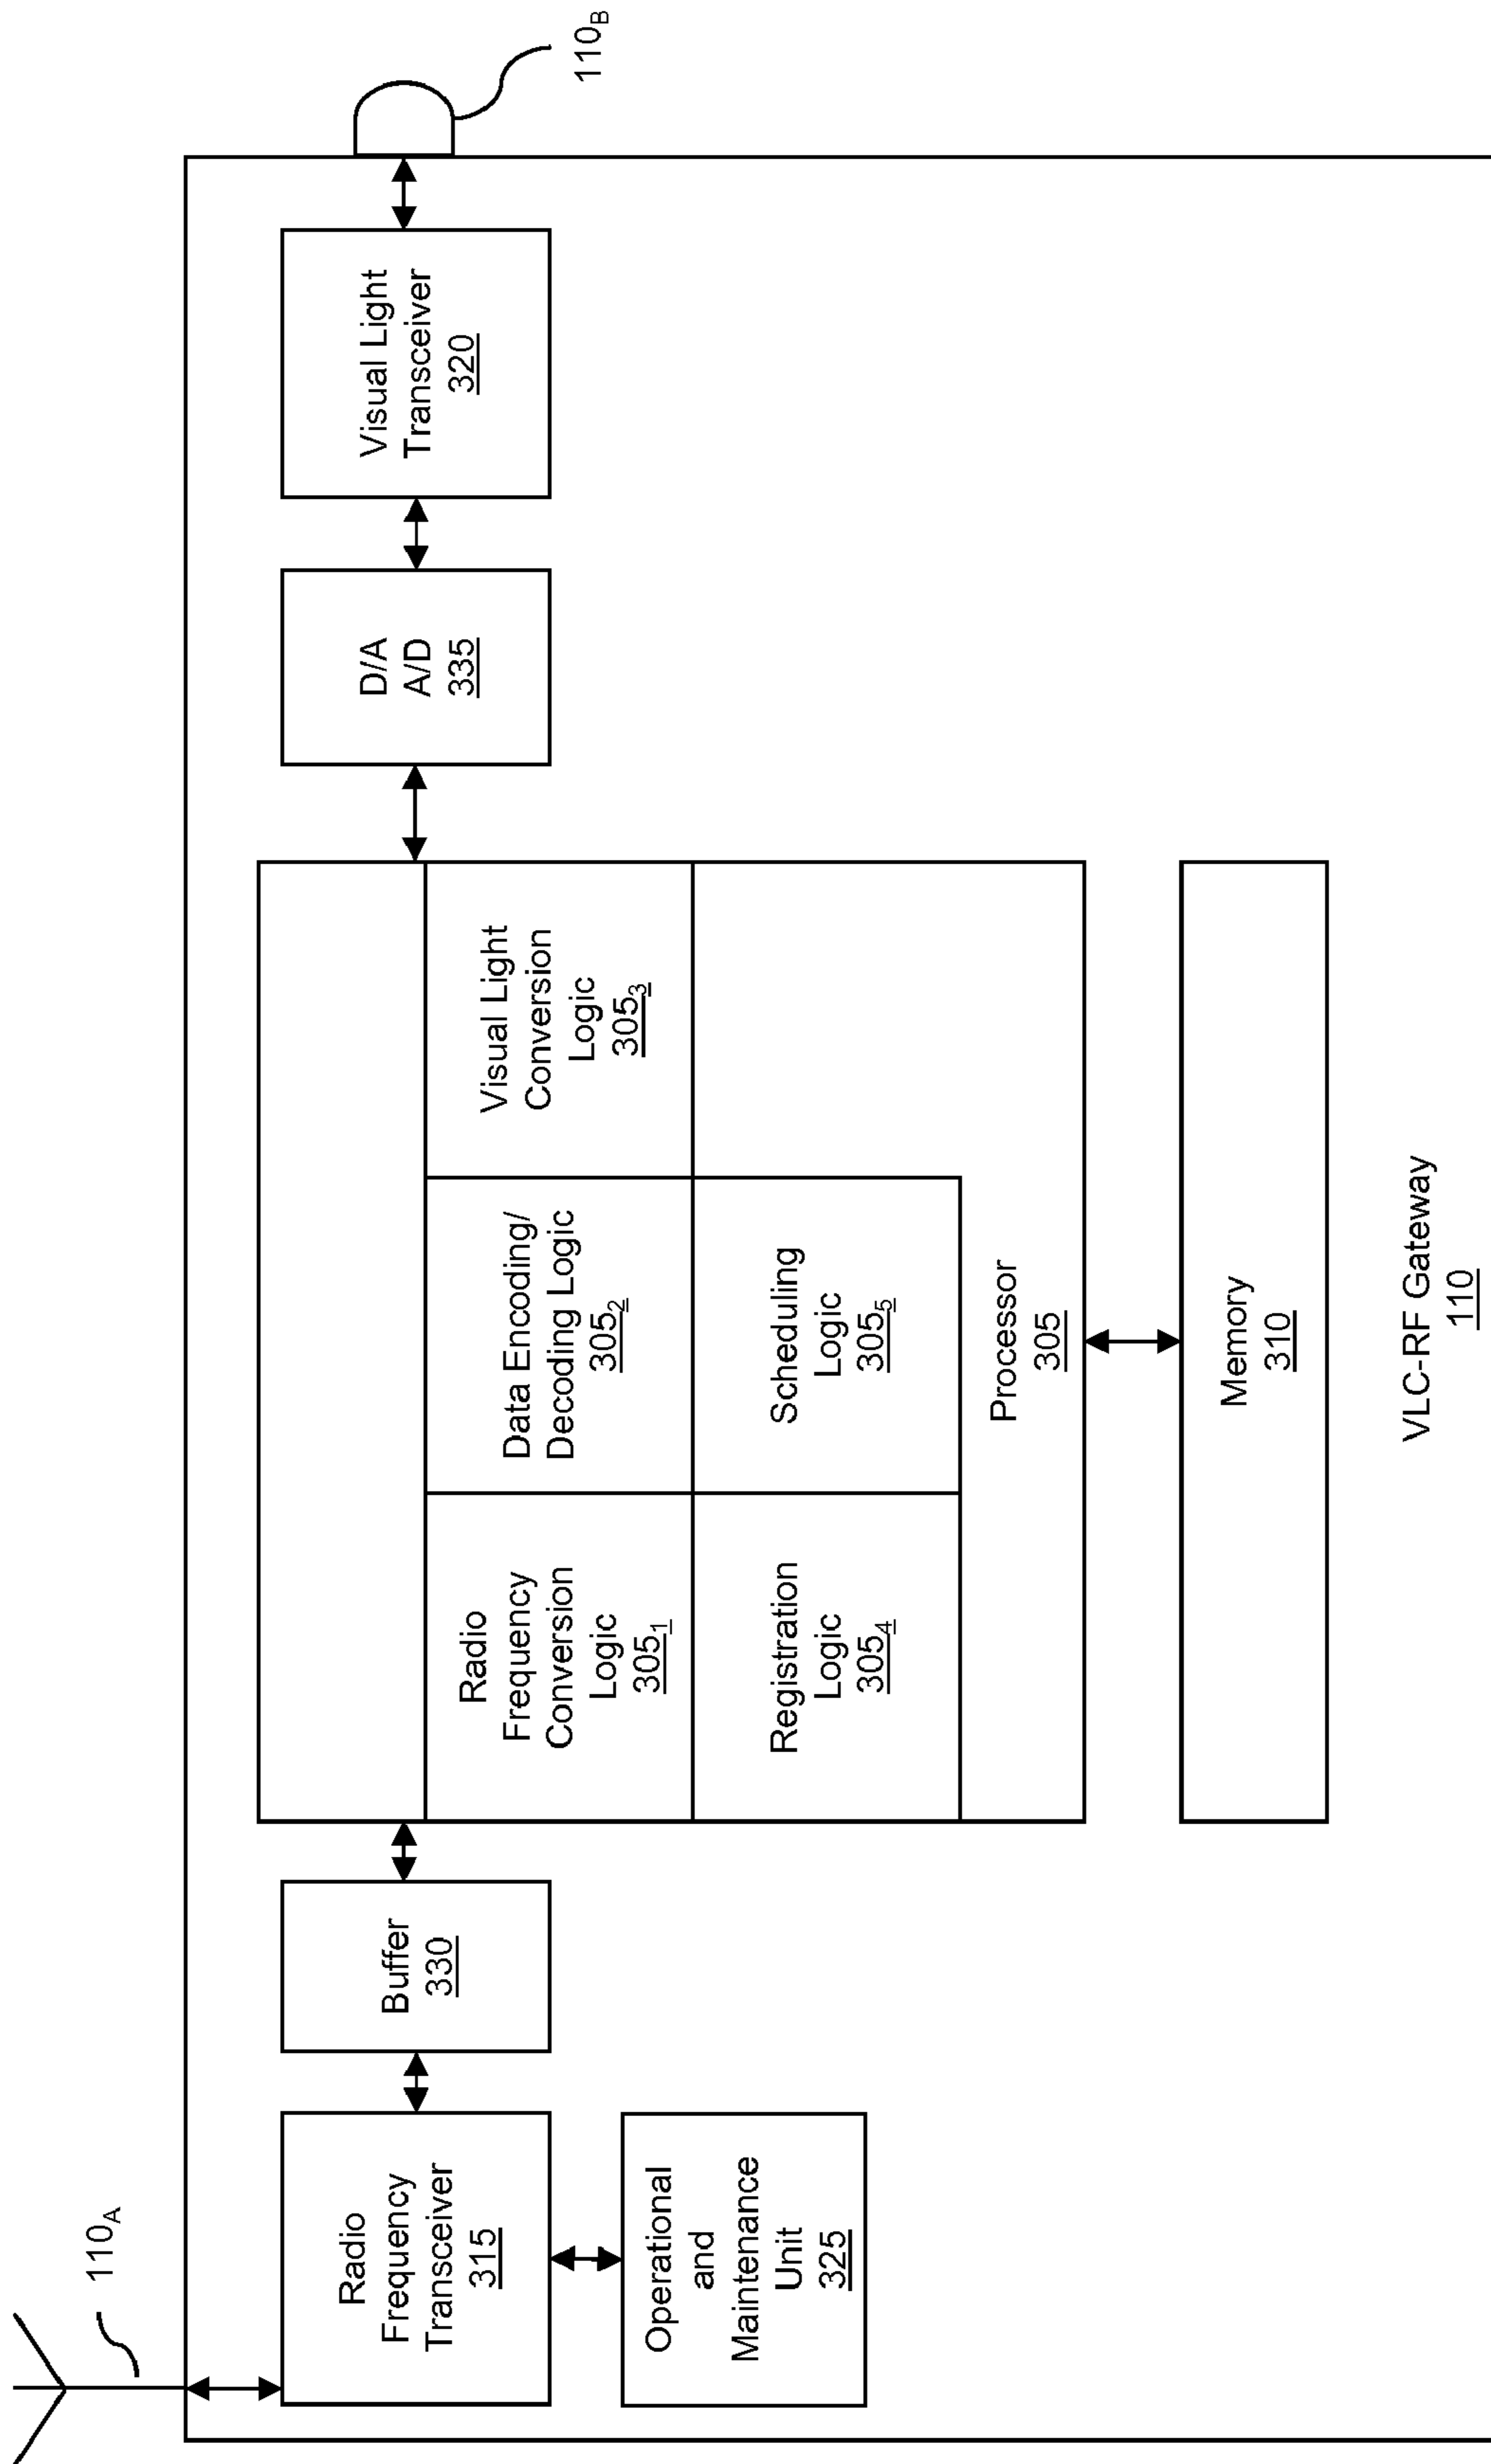 110A
110B
Radio
Frequency
Transceiver
315
Buffer
330
D/A
A/D
335
Visual Light
Transceiver
320
Operational
and
Maintenance
Unit
325
Radio
Frequency
Conversion
Logic
305₁
Data Encoding/
Decoding Logic
305₂
Visual Light
Conversion
Logic
305₃
Registration
Logic
305₄
Scheduling
Logic
305₅
Processor
305
Memory
310
VLC-RF Gateway
110